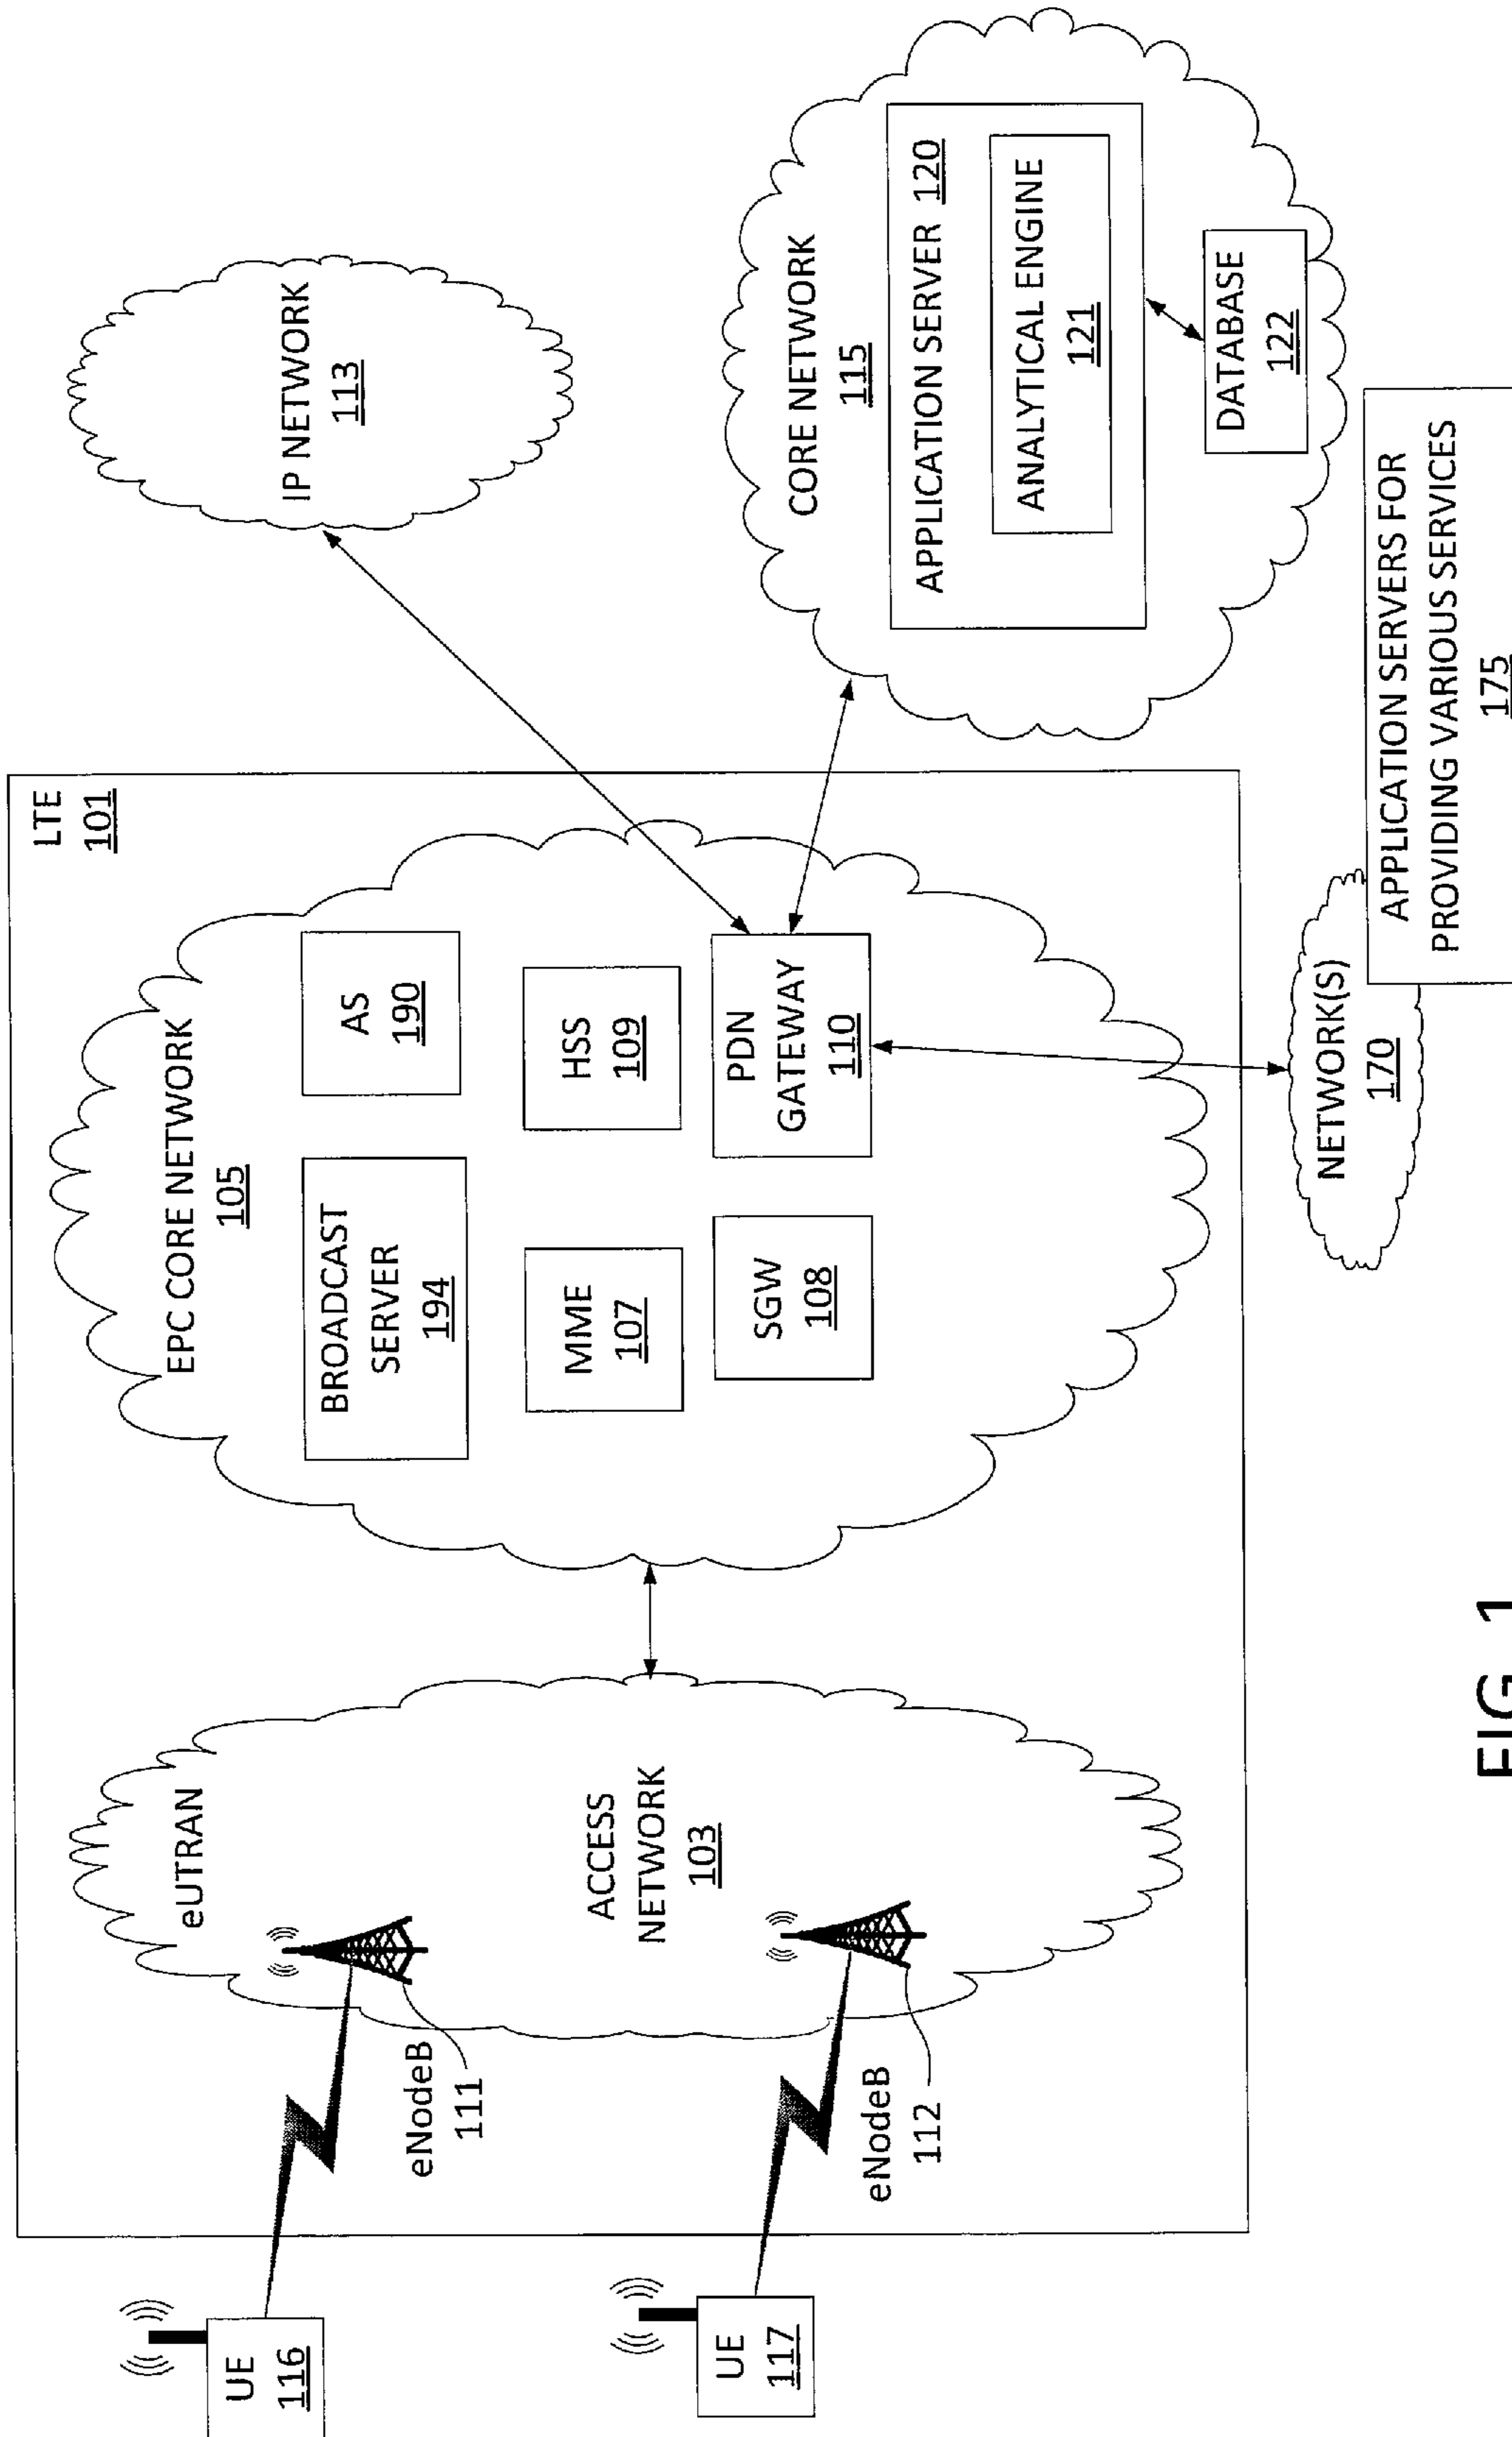 LTE
101
EPC CORE NETWORK
105
BROADCAST
SERVER
194
AS
190
MME
107
HSS
109
SGW
108
PDN
GATEWAY
110
eUTRAN
ACCESS
NETWORK
103
eNodeB
111
eNodeB
112
UE
116
UE
117
IP NETWORK
113
CORE NETWORK
115
APPLICATION SERVER 120
ANALYTICAL ENGINE
121
DATABASE
122
NETWORK(S)
170
APPLICATION SERVERS FOR
PROVIDING VARIOUS SERVICES
175
FIG. 1